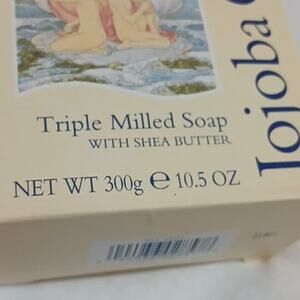 Triple Milled Soap
WITH SHEA BUTTER
NET WT 300g ℮ 10.5 OZ
Jojoba